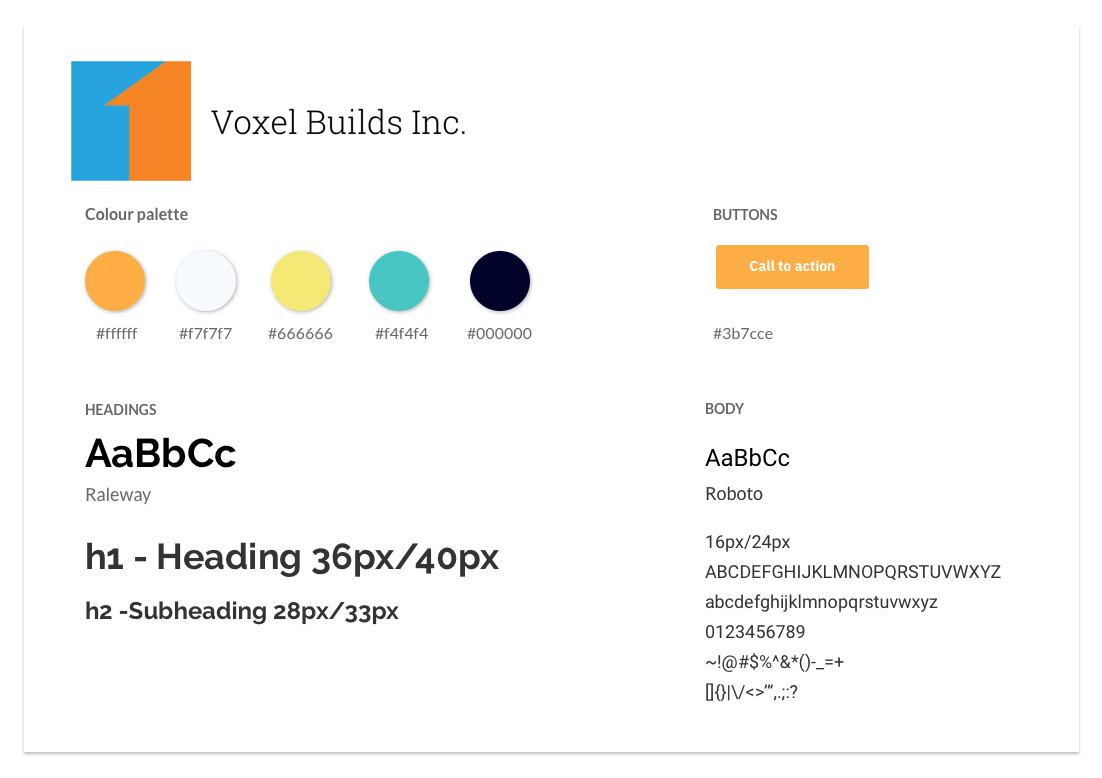 Voxel Builds Inc.
Colour palette
#ffffff #f7f7f7 #666666 #f4f4f4 #000000
BUTTONS
Call to action
#3b7cce
HEADINGS
AaBbCc
Raleway
h1 - Heading 36px/40px
h2 -Subheading 28px/33px
BODY
AaBbCc
Roboto
16px/24px
ABCDEFGHIJKLMNOPQRSTUVWXYZ
abcdefghijklmnopqrstuvwxyz
0123456789
~!@#$%^&*()-_=+
[]{}|\/<>’”,.;:?